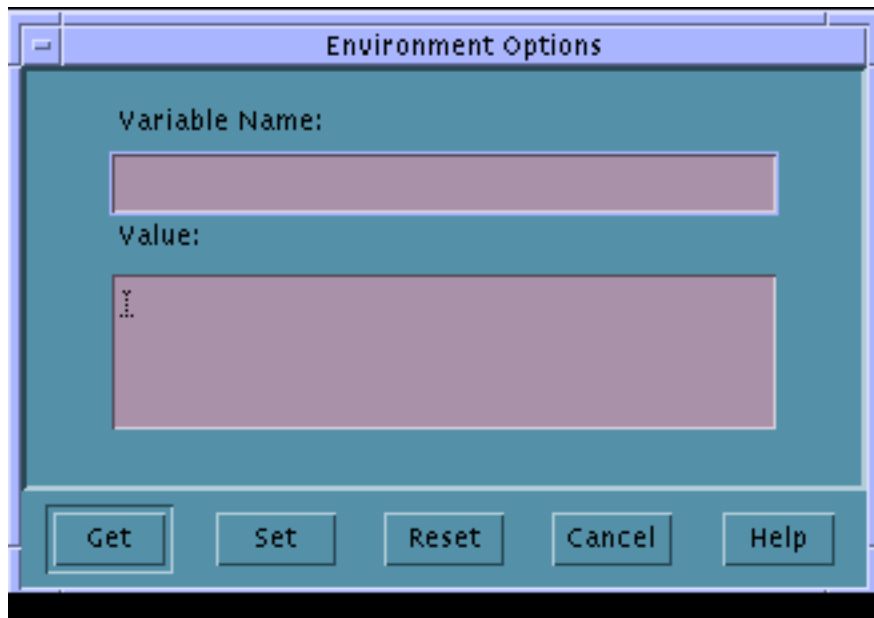 Environment Options
Variable Name:
Value:
Get Set Reset Cancel Help